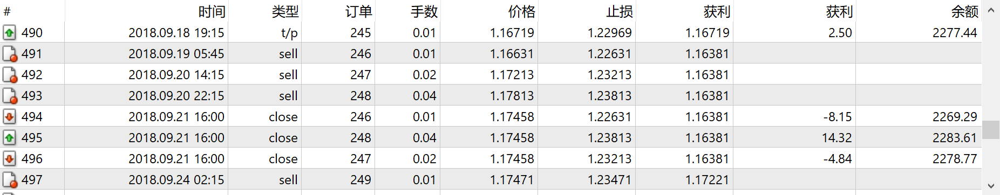 # 时间 类型 订单 手数 价格 止损 获利 获利 余额
490 2018.09.18 19:15 t/p 245 0.01 1.16719 1.22969 1.16719 2.50 2277.44
491 2018.09.19 05:45 sell 246 0.01 1.16631 1.22631 1.16381
492 2018.09.20 14:15 sell 247 0.02 1.17213 1.23213 1.16381
493 2018.09.20 22:15 sell 248 0.04 1.17813 1.23813 1.16381
494 2018.09.21 16:00 close 246 0.01 1.17458 1.22631 1.16381 -8.15 2269.29
495 2018.09.21 16:00 close 248 0.04 1.17458 1.23813 1.16381 14.32 2283.61
496 2018.09.21 16:00 close 247 0.02 1.17458 1.23213 1.16381 -4.84 2278.77
497 2018.09.24 02:15 sell 249 0.01 1.17471 1.23471 1.17221